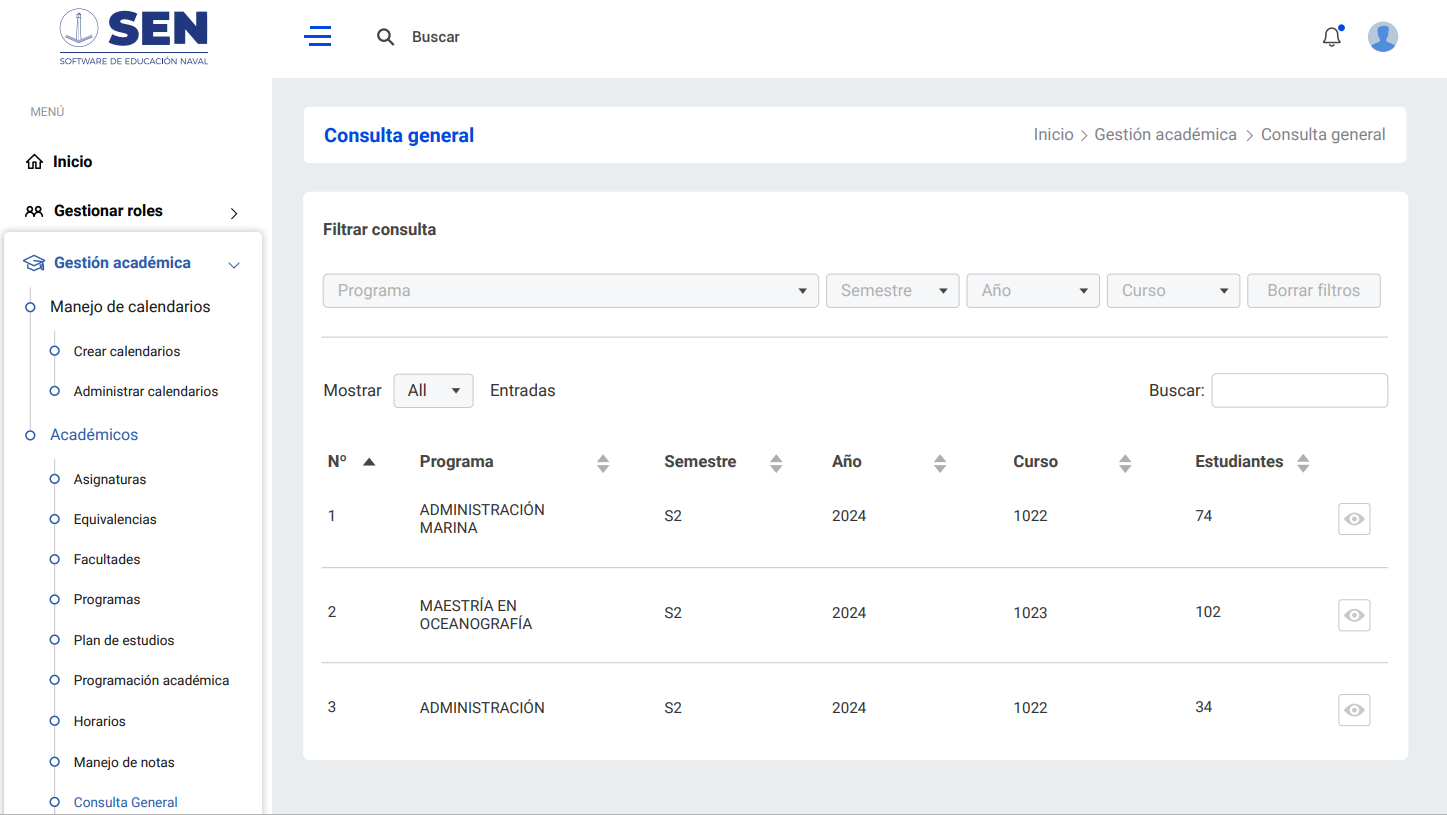 SEN
SOFTWARE DE EDUCACIÓN NAVAL
Buscar
MENÚ
Inicio
Gestionar roles
Gestión académica
Manejo de calendarios
Crear calendarios
Administrar calendarios
Académicos
Asignaturas
Equivalencias
Facultades
Programas
Plan de estudios
Programación académica
Horarios
Manejo de notas
Consulta General
Consulta general
Inicio > Gestión académica > Consulta general
Filtrar consulta
Programa Semestre Año Curso Borrar filtros
Mostrar All Entradas Buscar:
Nº Programa Semestre Año Curso Estudiantes
1 ADMINISTRACIÓN MARINA S2 2024 1022 74
2 MAESTRÍA EN OCEANOGRAFÍA S2 2024 1023 102
3 ADMINISTRACIÓN S2 2024 1022 34